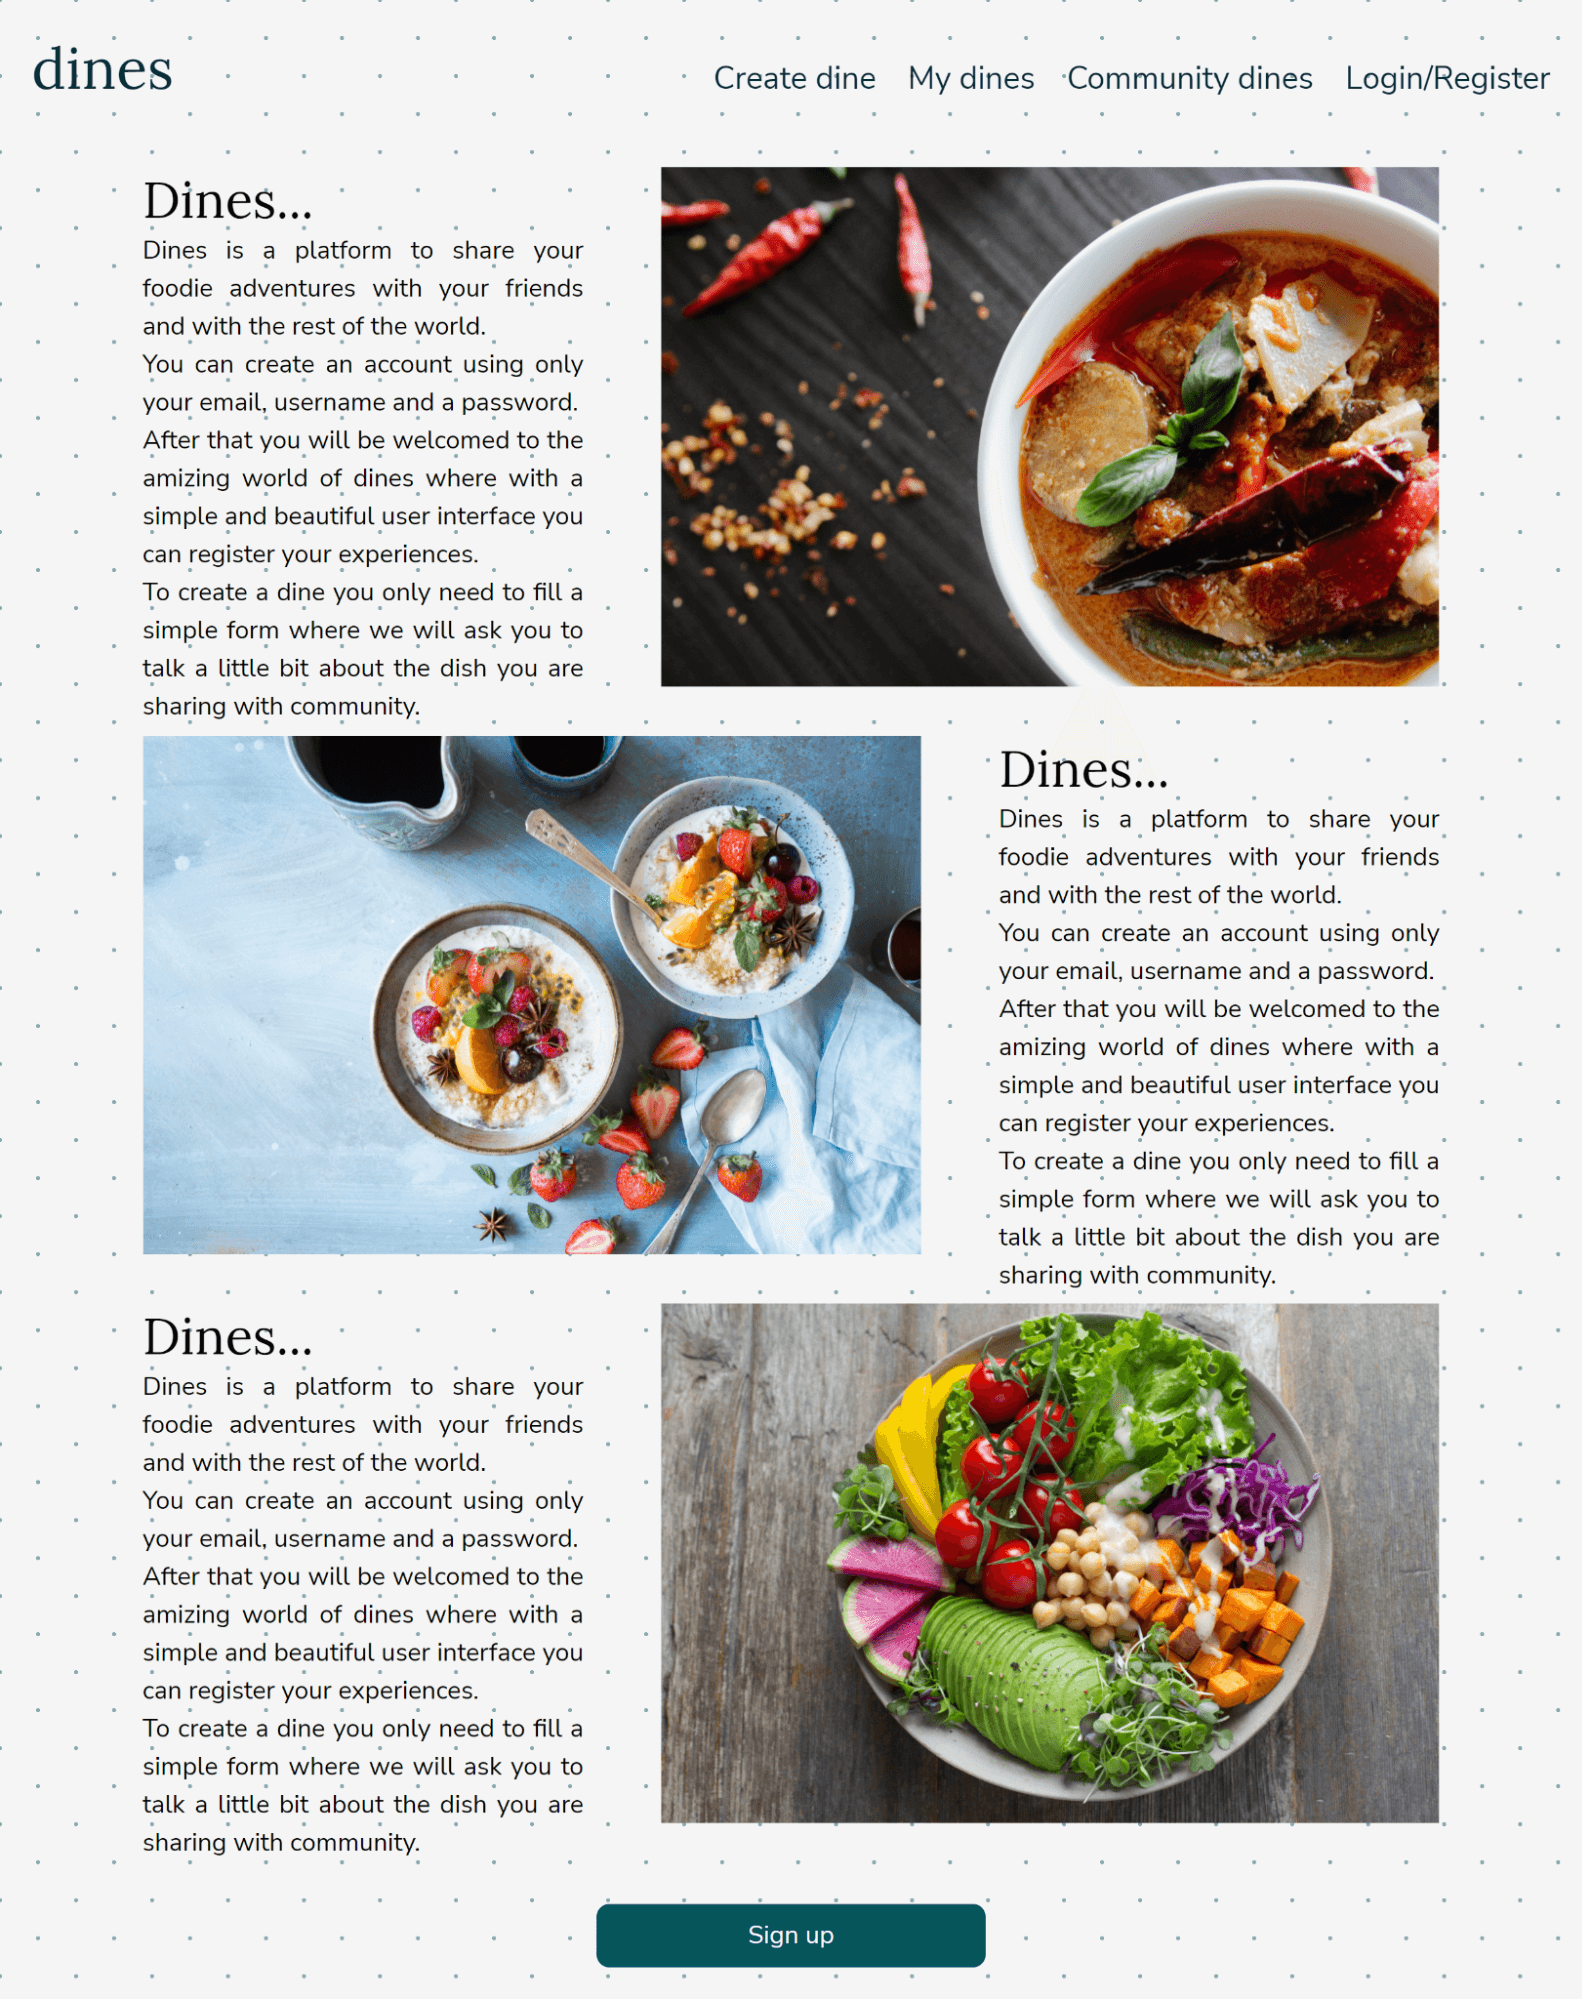 dines
Create dine My dines Community dines Login/Register
Dines...
Dines is a platform to share your
foodie adventures with your friends
and with the rest of the world.
You can create an account using only
your email, username and a password.
After that you will be welcomed to the
amizing world of dines where with a
simple and beautiful user interface you
can register your experiences.
To create a dine you only need to fill a
simple form where we will ask you to
talk a little bit about the dish you are
sharing with community.
Dines...
Dines is a platform to share your
foodie adventures with your friends
and with the rest of the world.
You can create an account using only
your email, username and a password.
After that you will be welcomed to the
amizing world of dines where with a
simple and beautiful user interface you
can register your experiences.
To create a dine you only need to fill a
simple form where we will ask you to
talk a little bit about the dish you are
sharing with community.
Dines...
Dines is a platform to share your
foodie adventures with your friends
and with the rest of the world.
You can create an account using only
your email, username and a password.
After that you will be welcomed to the
amizing world of dines where with a
simple and beautiful user interface you
can register your experiences.
To create a dine you only need to fill a
simple form where we will ask you to
talk a little bit about the dish you are
sharing with community.
Sign up